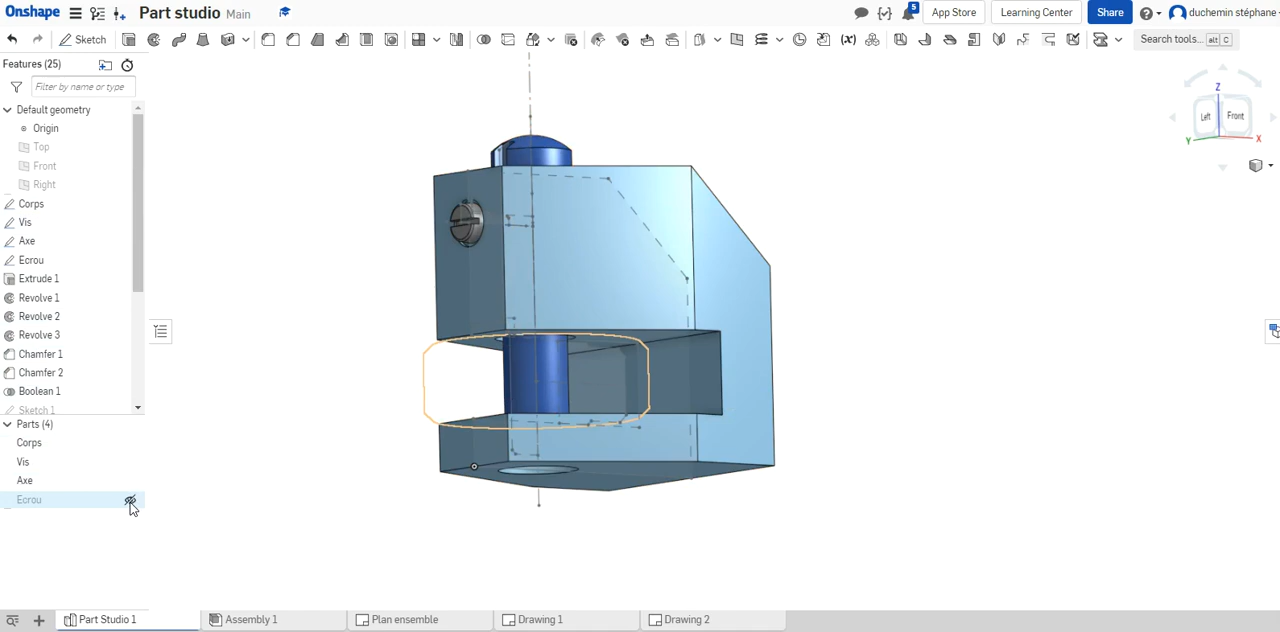 Onshape
Part studio Main
5
App Store
Learning Center
Share
duchemin stéphane
Sketch
(x)
Search tools... alt C
Features (25)
Filter by name or type
Default geometry
Origin
Top
Front
Right
Corps
Vis
Axe
Ecrou
Extrude 1
Revolve 1
Revolve 2
Revolve 3
Chamfer 1
Chamfer 2
Boolean 1
Sketch 1
Parts (4)
Corps
Vis
Axe
Ecrou
Z
Left
Front
Y
X
Part Studio 1
Assembly 1
Plan ensemble
Drawing 1
Drawing 2